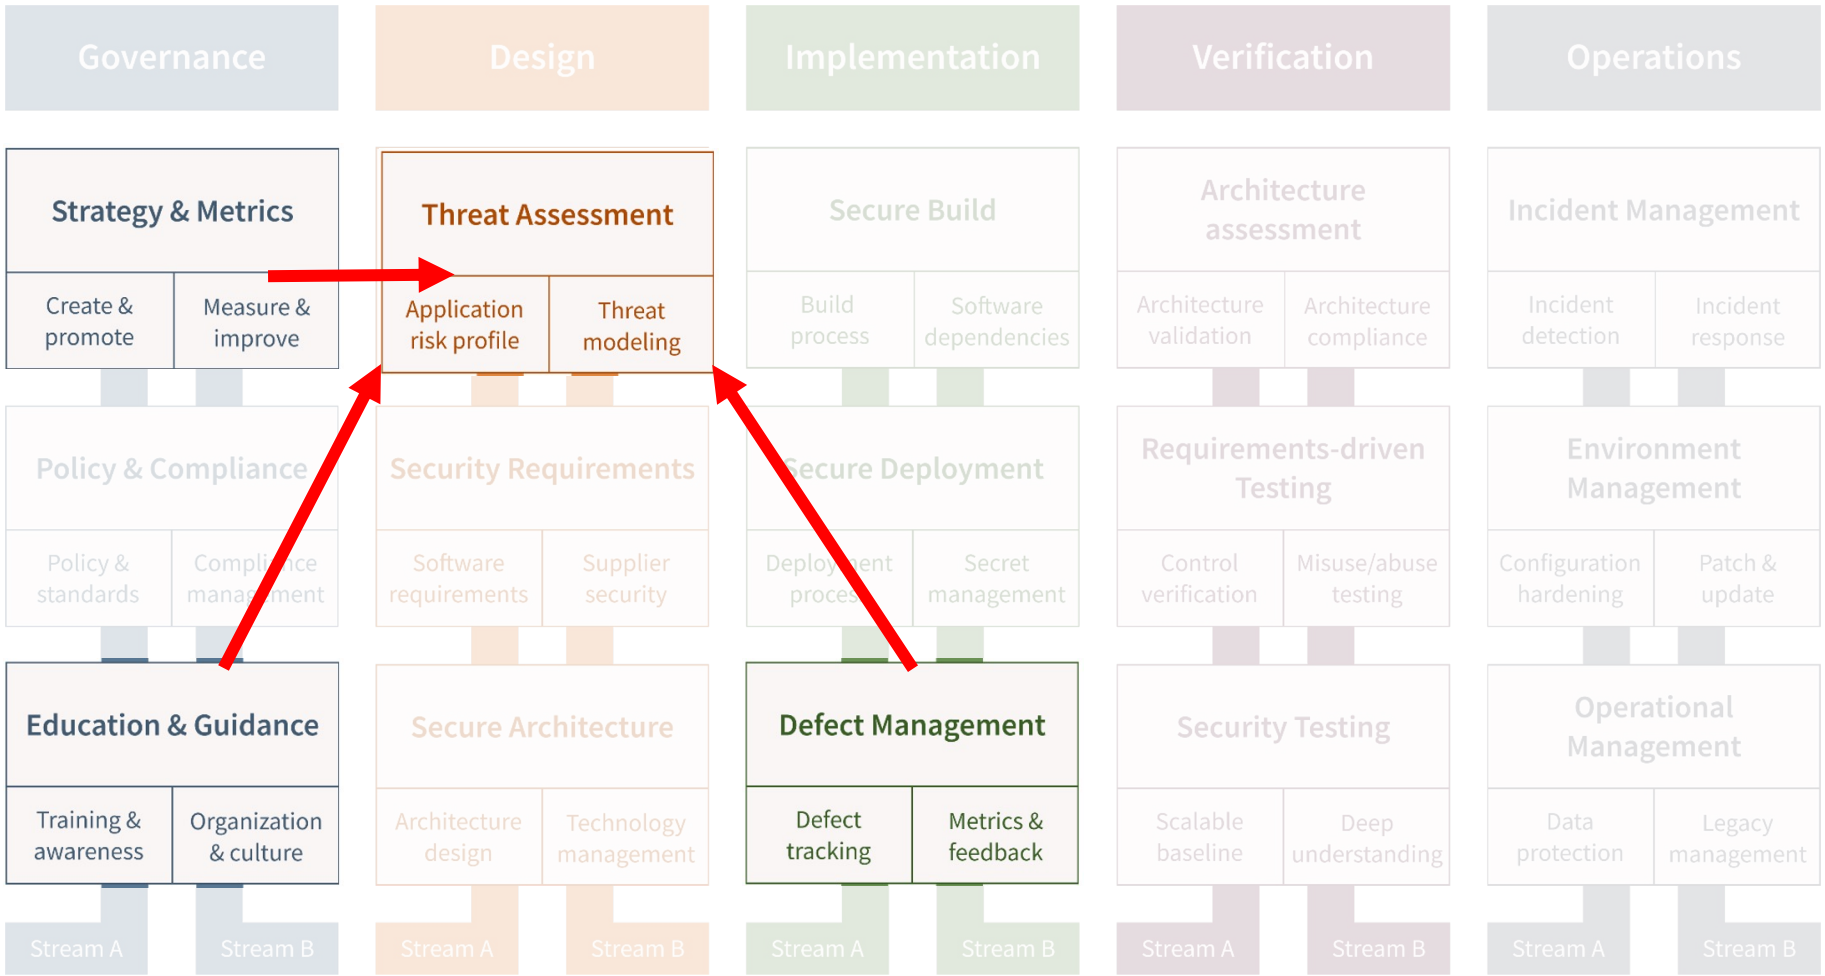 Governance
Design
Implementation
Verification
Operations
Strategy & Metrics
Create &
promote
Measure &
improve
Threat Assessment
Application
risk profile
Threat
modeling
Secure Build
Build
process
Software
dependencies
Architecture
assessment
Architecture
validation
Architecture
compliance
Incident Management
Incident
detection
Incident
response
Policy & Compliance
Policy &
standards
Compliance
management
Security Requirements
Software
requirements
Supplier
security
Secure Deployment
Deployment
process
Secret
management
Requirements-driven
Testing
Control
verification
Misuse/abuse
testing
Environment
Management
Configuration
hardening
Patch &
update
Education & Guidance
Training &
awareness
Organization
& culture
Secure Architecture
Architecture
design
Technology
management
Defect Management
Defect
tracking
Metrics &
feedback
Security Testing
Scalable
baseline
Deep
understanding
Operational
Management
Data
protection
Legacy
management
Stream A
Stream B
Stream A
Stream B
Stream A
Stream B
Stream A
Stream B
Stream A
Stream B